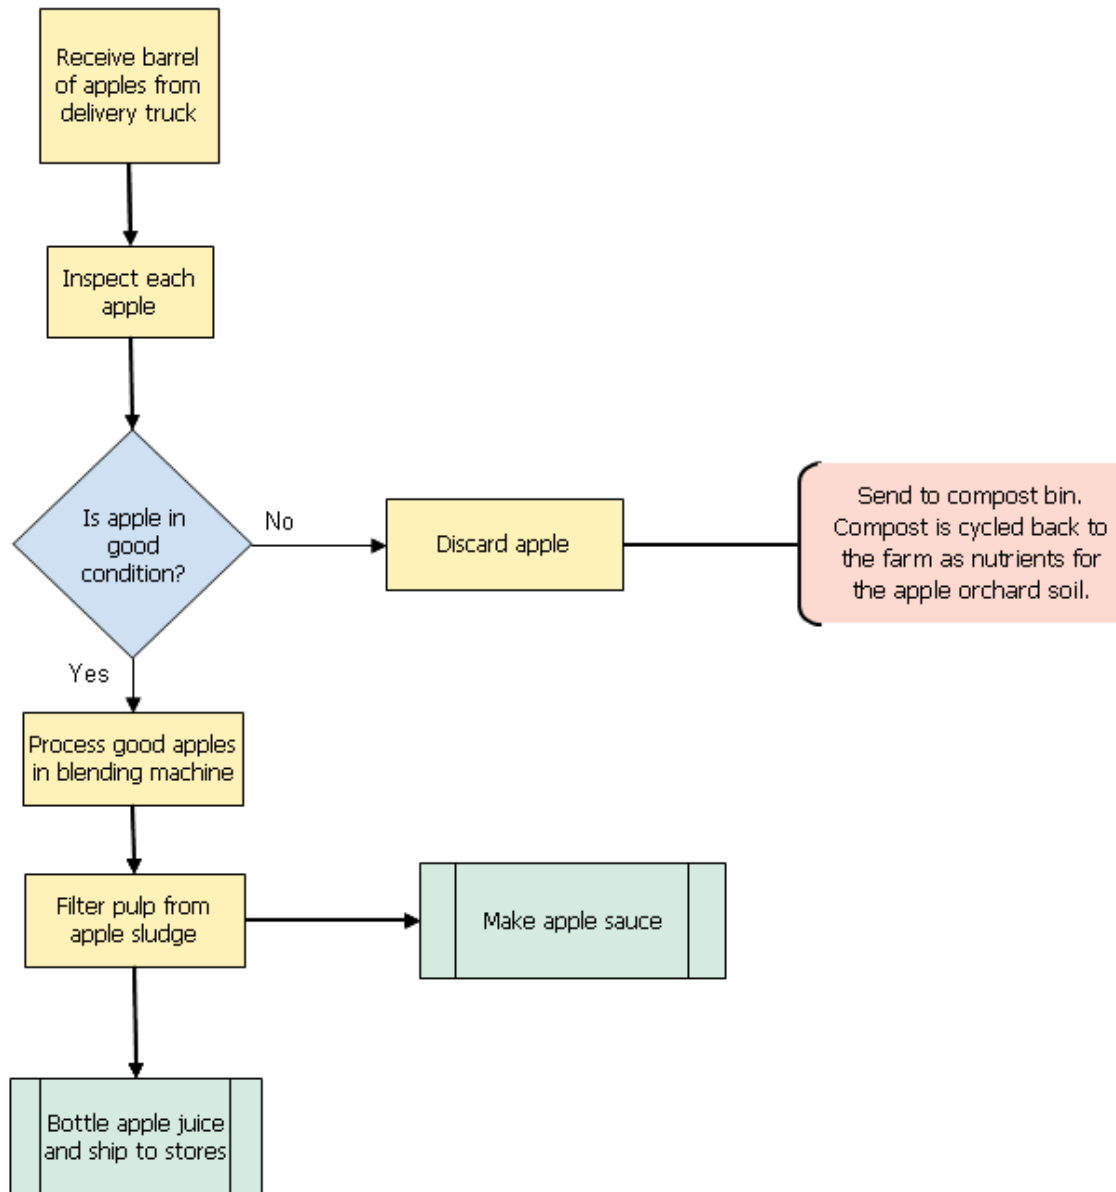 Receive barrel
of apples from
delivery truck
Inspect each
apple
Is apple in
good
condition?
No
Discard apple
Send to compost bin.
Compost is cycled back to
the farm as nutrients for
the apple orchard soil.
Yes
Process good apples
in blending machine
Filter pulp from
apple sludge
Make apple sauce
Bottle apple juice
and ship to stores